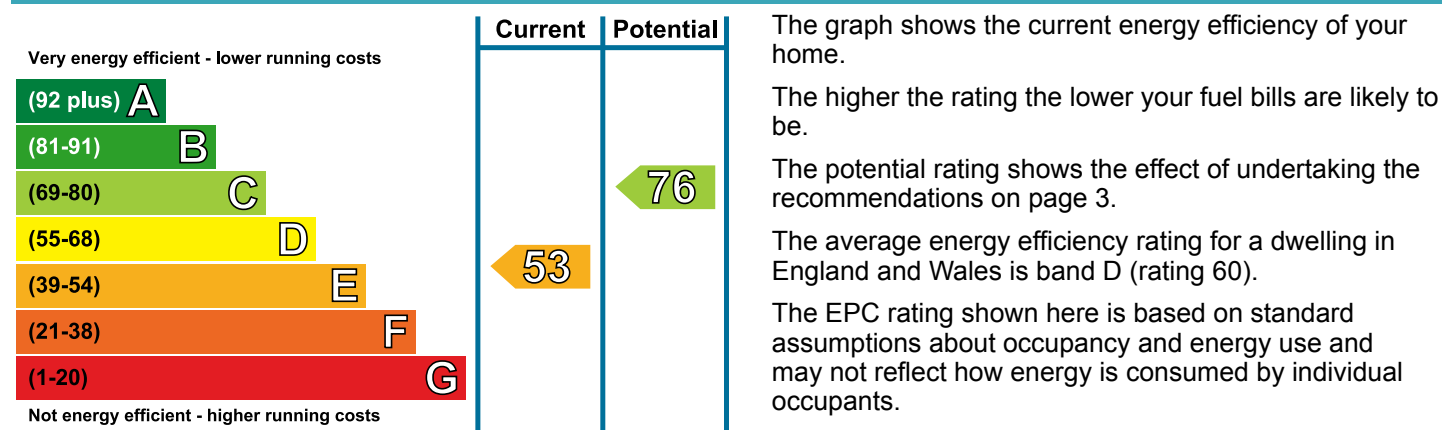 Current Potential
Very energy efficient - lower running costs
(92 plus) A
(81-91) B
(69-80) C
76
(55-68) D
53
(39-54) E
(21-38) F
(1-20) G
Not energy efficient - higher running costs
The graph shows the current energy efficiency of your
home.
The higher the rating the lower your fuel bills are likely to
be.
The potential rating shows the effect of undertaking the
recommendations on page 3.
The average energy efficiency rating for a dwelling in
England and Wales is band D (rating 60).
The EPC rating shown here is based on standard
assumptions about occupancy and energy use and
may not reflect how energy is consumed by individual
occupants.